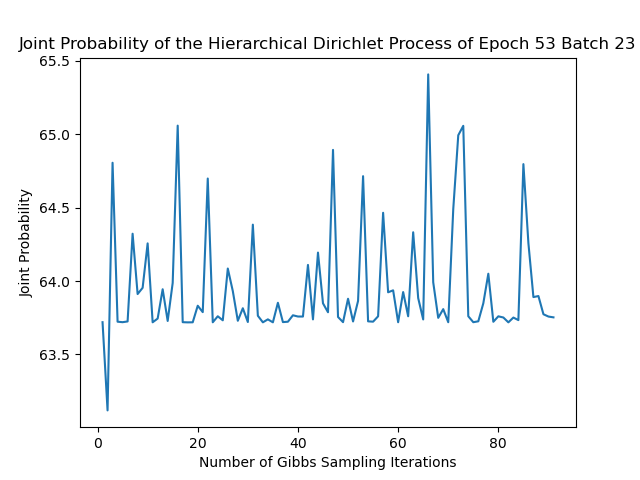 Joint Probability of the Hierarchical Dirichlet Process of Epoch 53 Batch 23
65.5
65.0
64.5
64.0
63.5
Joint Probability
0 20 40 60 80
Number of Gibbs Sampling Iterations